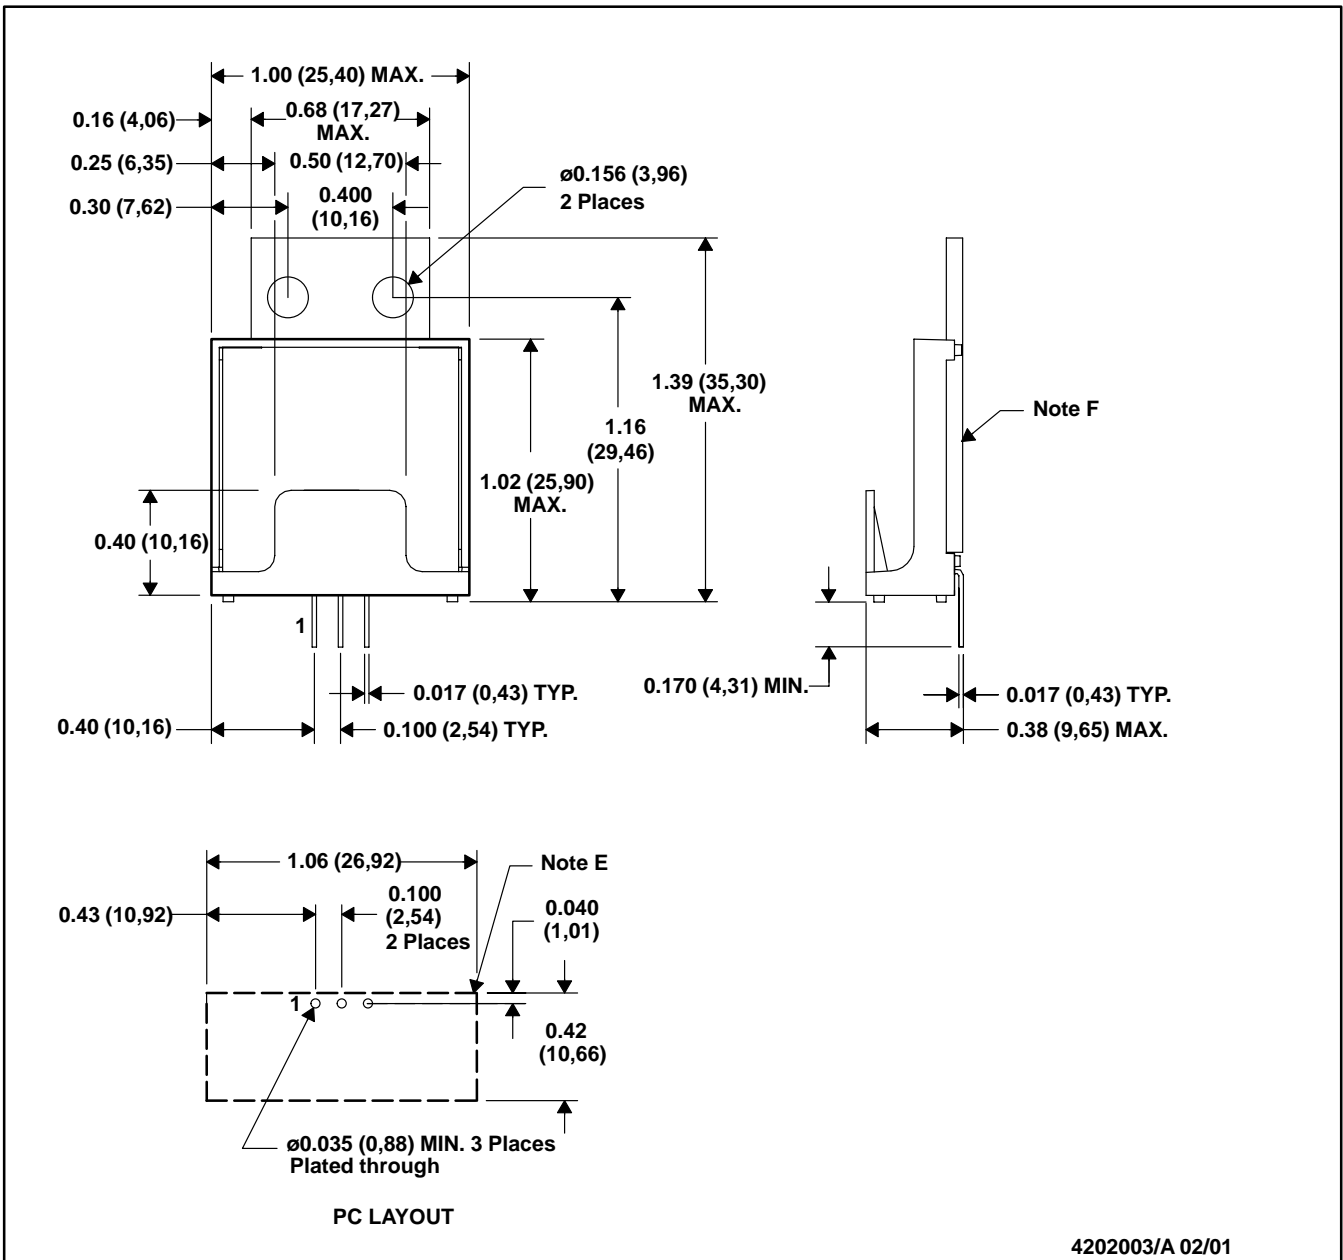 1.00 (25,40) MAX.
0.16 (4,06)
0.68 (17,27)
MAX.
0.25 (6,35)
0.50 (12,70)
ø0.156 (3,96)
2 Places
0.30 (7,62)
0.400
(10,16)
1.39 (35,30)
MAX.
Note F
1.16
(29,46)
1.02 (25,90)
MAX.
0.40 (10,16)
1
0.017 (0,43) TYP.
0.170 (4,31) MIN.
0.017 (0,43) TYP.
0.40 (10,16)
0.100 (2,54) TYP.
0.38 (9,65) MAX.
1.06 (26,92)
Note E
0.43 (10,92)
0.100
(2,54)
2 Places
0.040
(1,01)
1
0.42
(10,66)
ø0.035 (0,88) MIN. 3 Places
Plated through
PC LAYOUT
4202003/A 02/01